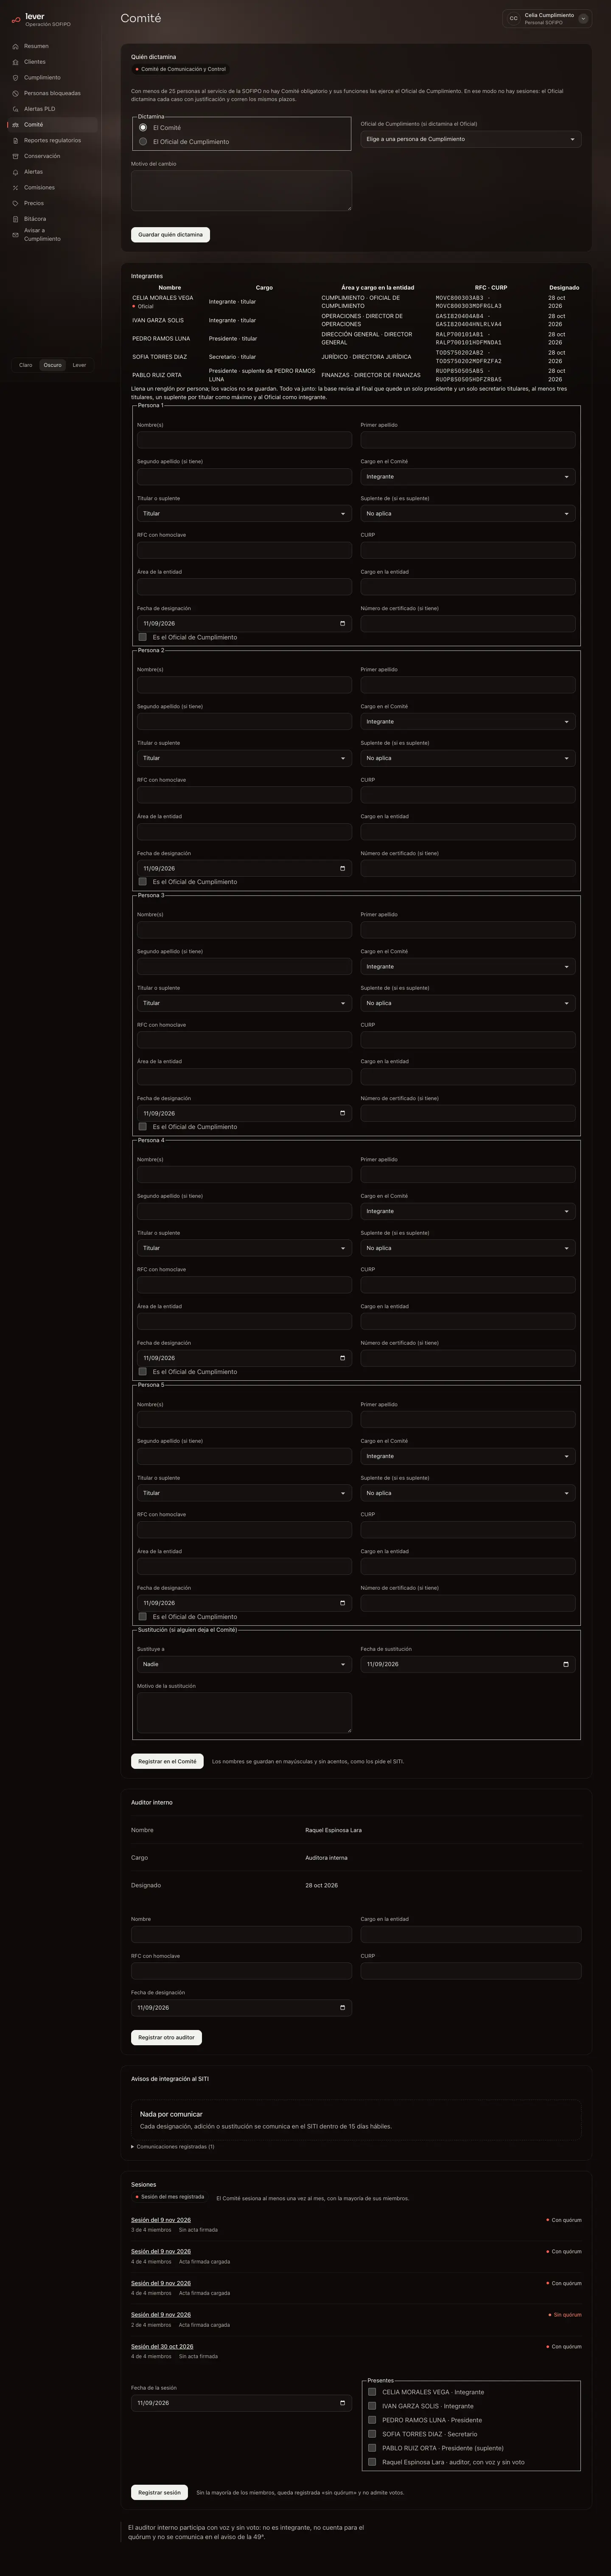 lever
Operación SOFIPO
Resumen
Clientes
Cumplimiento
Personas bloqueadas
Alertas PLD
Comité
Reportes regulatorios
Conservación
Alertas
Comisiones
Precios
Bitácora
Avisar a
Cumplimiento
Claro Oscuro Lever
Comité
CC
Celia Cumplimiento
Personal SOFIPO
Quién dictamina
Comité de Comunicación y Control
Con menos de 25 personas al servicio de la SOFIPO no hay Comité obligatorio y sus funciones las ejerce el Oficial de Cumplimiento. En ese modo no hay sesiones: el Oficial
dictamina cada caso con justificación y corren los mismos plazos.
Dictamina
El Comité
El Oficial de Cumplimiento
Oficial de Cumplimiento (si dictamina el Oficial)
Elige a una persona de Cumplimiento
Motivo del cambio
Guardar quién dictamina
Integrantes
Nombre Cargo Área y cargo en la entidad RFC · CURP Designado
CELIA MORALES VEGA
Oficial
Integrante · titular
CUMPLIMIENTO · OFICIAL DE
CUMPLIMIENTO
MOVC800303AB3 ·
MOVC800303MDFRGLA3
28 oct
2026
IVAN GARZA SOLIS
Integrante · titular
OPERACIONES · DIRECTOR DE
OPERACIONES
GASI820404AB4 ·
GASI820404HNLRLVA4
28 oct
2026
PEDRO RAMOS LUNA
Presidente · titular
DIRECCIÓN GENERAL · DIRECTOR
GENERAL
RALP700101AB1 ·
RALP700101HDFMNDA1
28 oct
2026
SOFIA TORRES DIAZ
Secretario · titular
JURÍDICO · DIRECTORA JURÍDICA
TODS750202AB2 ·
TODS750202MDFRZFA2
28 oct
2026
PABLO RUIZ ORTA
Presidente · suplente de PEDRO RAMOS
LUNA
FINANZAS · DIRECTOR DE FINANZAS
RUOP850505AB5 ·
RUOP850505HDFZRBA5
28 oct
2026
Llena un renglón por persona; los vacíos no se guardan. Todo va junto: la base revisa al final que quede un solo presidente y un solo secretario titulares, al menos tres
titulares, un suplente por titular como máximo y al Oficial como integrante.
Persona 1
Nombre(s) Primer apellido
Segundo apellido (si tiene) Cargo en el Comité
Integrante
Titular o suplente Suplente de (si es suplente)
Titular No aplica
RFC con homoclave CURP
Área de la entidad Cargo en la entidad
Fecha de designación Número de certificado (si tiene)
11/09/2026
Es el Oficial de Cumplimiento
Persona 2
Nombre(s) Primer apellido
Segundo apellido (si tiene) Cargo en el Comité
Integrante
Titular o suplente Suplente de (si es suplente)
Titular No aplica
RFC con homoclave CURP
Área de la entidad Cargo en la entidad
Fecha de designación Número de certificado (si tiene)
11/09/2026
Es el Oficial de Cumplimiento
Persona 3
Nombre(s) Primer apellido
Segundo apellido (si tiene) Cargo en el Comité
Integrante
Titular o suplente Suplente de (si es suplente)
Titular No aplica
RFC con homoclave CURP
Área de la entidad Cargo en la entidad
Fecha de designación Número de certificado (si tiene)
11/09/2026
Es el Oficial de Cumplimiento
Persona 4
Nombre(s) Primer apellido
Segundo apellido (si tiene) Cargo en el Comité
Integrante
Titular o suplente Suplente de (si es suplente)
Titular No aplica
RFC con homoclave CURP
Área de la entidad Cargo en la entidad
Fecha de designación Número de certificado (si tiene)
11/09/2026
Es el Oficial de Cumplimiento
Persona 5
Nombre(s) Primer apellido
Segundo apellido (si tiene) Cargo en el Comité
Integrante
Titular o suplente Suplente de (si es suplente)
Titular No aplica
RFC con homoclave CURP
Área de la entidad Cargo en la entidad
Fecha de designación Número de certificado (si tiene)
11/09/2026
Es el Oficial de Cumplimiento
Sustitución (si alguien deja el Comité)
Sustituye a Fecha de sustitución
Nadie 11/09/2026
Motivo de la sustitución
Registrar en el Comité Los nombres se guardan en mayúsculas y sin acentos, como los pide el SITI.
Auditor interno
Nombre Raquel Espinosa Lara
Cargo Auditora interna
Designado 28 oct 2026
Nombre Cargo en la entidad
RFC con homoclave CURP
Fecha de designación
11/09/2026
Registrar otro auditor
Avisos de integración al SITI
Nada por comunicar
Cada designación, adición o sustitución se comunica en el SITI dentro de 15 días hábiles.
Comunicaciones registradas (1)
Sesiones
Sesión del mes registrada El Comité sesiona al menos una vez al mes, con la mayoría de sus miembros.
Sesión del 9 nov 2026 Con quórum
3 de 4 miembros Sin acta firmada
Sesión del 9 nov 2026 Con quórum
4 de 4 miembros Acta firmada cargada
Sesión del 9 nov 2026 Con quórum
4 de 4 miembros Acta firmada cargada
Sesión del 9 nov 2026 Sin quórum
2 de 4 miembros Acta firmada cargada
Sesión del 30 oct 2026 Con quórum
4 de 4 miembros Sin acta firmada
Fecha de la sesión
11/09/2026
Presentes
CELIA MORALES VEGA · Integrante
IVAN GARZA SOLIS · Integrante
PEDRO RAMOS LUNA · Presidente
SOFIA TORRES DIAZ · Secretario
PABLO RUIZ ORTA · Presidente (suplente)
Raquel Espinosa Lara · auditor, con voz y sin voto
Registrar sesión Sin la mayoría de los miembros, queda registrada «sin quórum» y no admite votos.
El auditor interno participa con voz y sin voto: no es integrante, no cuenta para el
quórum y no se comunica en el aviso de la 49ª.